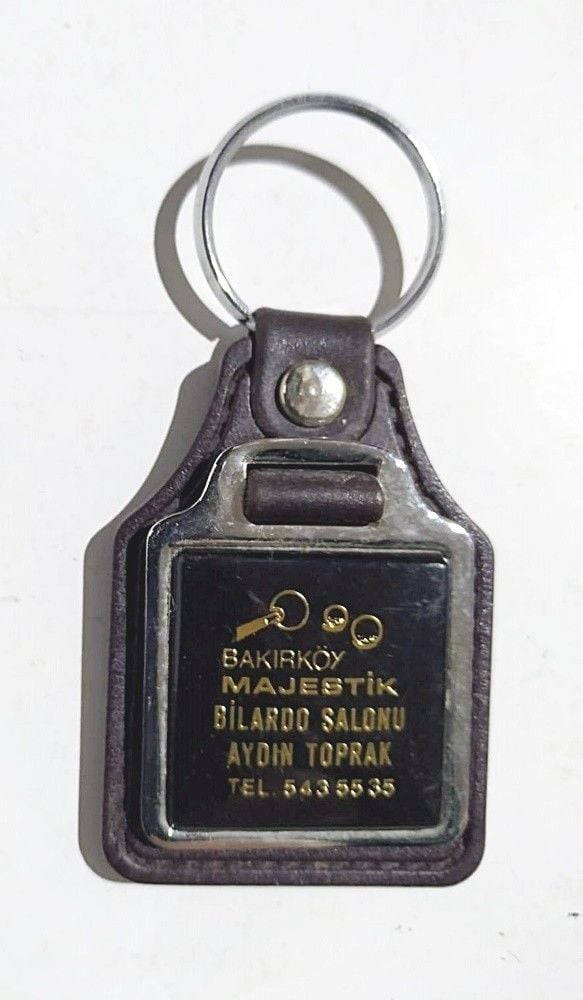 BAKIRKÖY
MAJESTİK
BİLARDO SALONU
AYDIN TOPRAK
TEL. 543 55 35